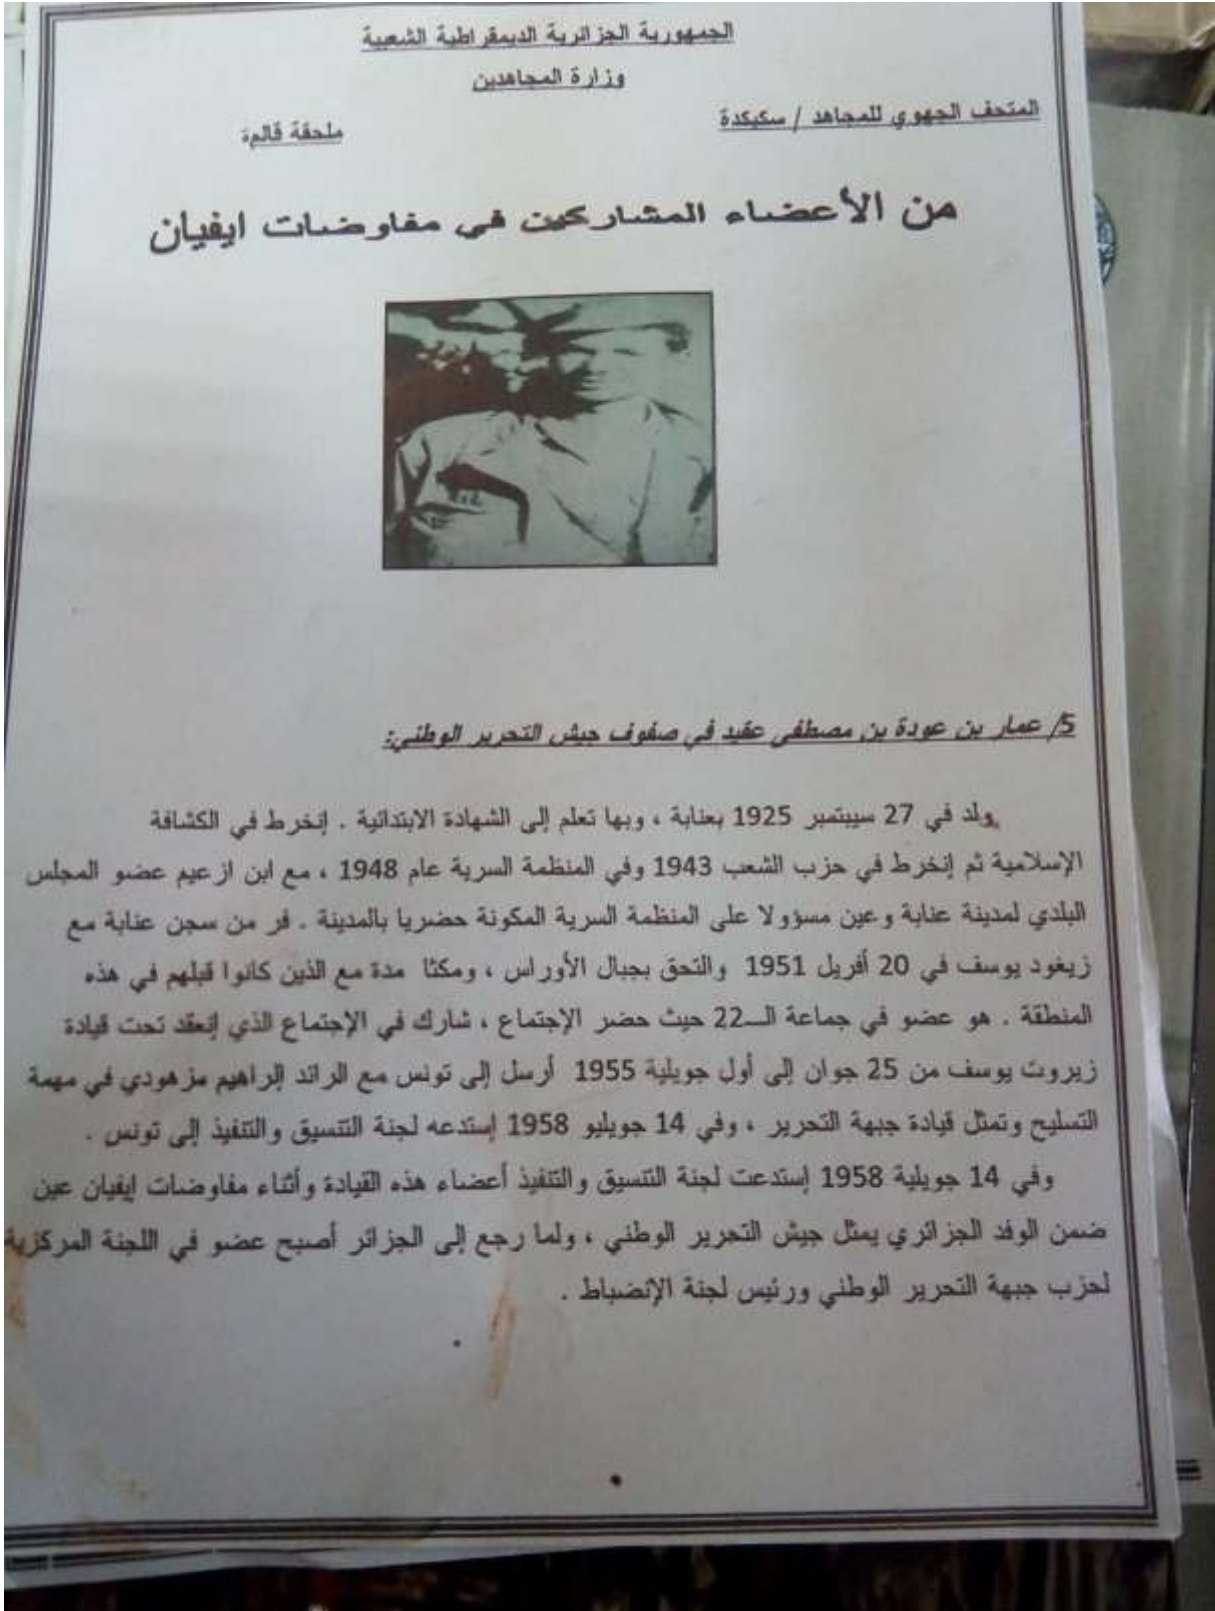 الجمهورية الجزائرية الديمقراطية الشعبية
وزارة المجاهدين
المتحف الجهوي للمجاهد / سكيكدة
ملحقة قالمة
من الأعضاء المشاركين في مفاوضات ايفيان
5/ عمار بن عودة بن مصطفى عقيد في صفوف جيش التحرير الوطني:
ولد في 27 سيبتمبر 1925 بعنابة ، وبها تعلم إلى الشهادة الابتدائية . إنخرط في الكشافة
الإسلامية ثم إنخرط في حزب الشعب 1943 وفي المنظمة السرية عام 1948 ، مع ابن ازعيم عضو المجلس
البلدي لمدينة عنابة وعين مسؤولا على المنظمة السرية المكونة حضريا بالمدينة . فر من سجن عنابة مع
زيغود يوسف في 20 أفريل 1951 والتحق بجبال الأوراس ، ومكثا مدة مع الذين كانوا قبلهم في هذه
المنطقة . هو عضو في جماعة الـــ22 حيث حضر الإجتماع ، شارك في الإجتماع الذي إنعقد تحت قيادة
زيروت يوسف من 25 جوان إلى أول جويلية 1955 أرسل إلى تونس مع الرائد إلراهيم مزهودي في مهمة
التسليح وتمثل قيادة جبهة التحرير ، وفي 14 جويليو 1958 إستدعه لجنة التنسيق والتنفيذ إلى تونس .
وفي 14 جويلية 1958 إستدعت لجنة التنسيق والتنفيذ أعضاء هذه القيادة وأثناء مفاوضات إيفيان عين
ضمن الوفد الجزائري يمثل جيش التحرير الوطني ، ولما رجع إلى الجزائر أصبح عضو في اللجنة المركزية
لحزب جبهة التحرير الوطني ورئيس لجنة الإنضباط .